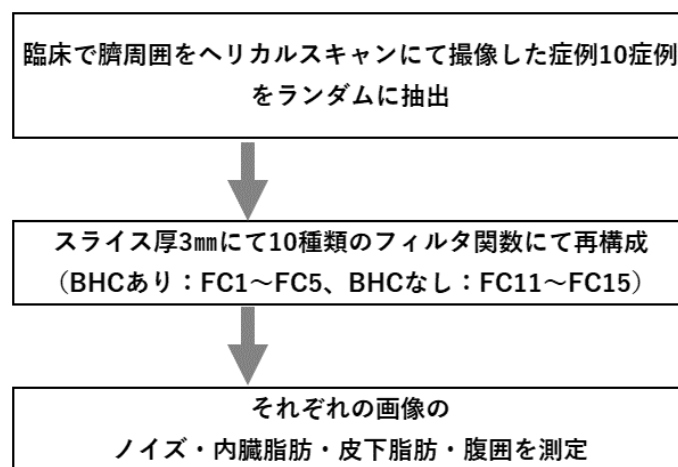 臨床で臍周囲をヘリカルスキャンにて撮像した症例10症例
をランダムに抽出
スライス厚3㎜にて10種類のフィルタ関数にて再構成
（BHCあり：FC1～FC5、BHCなし：FC11～FC15）
それぞれの画像の
ノイズ・内臓脂肪・皮下脂肪・腹囲を測定